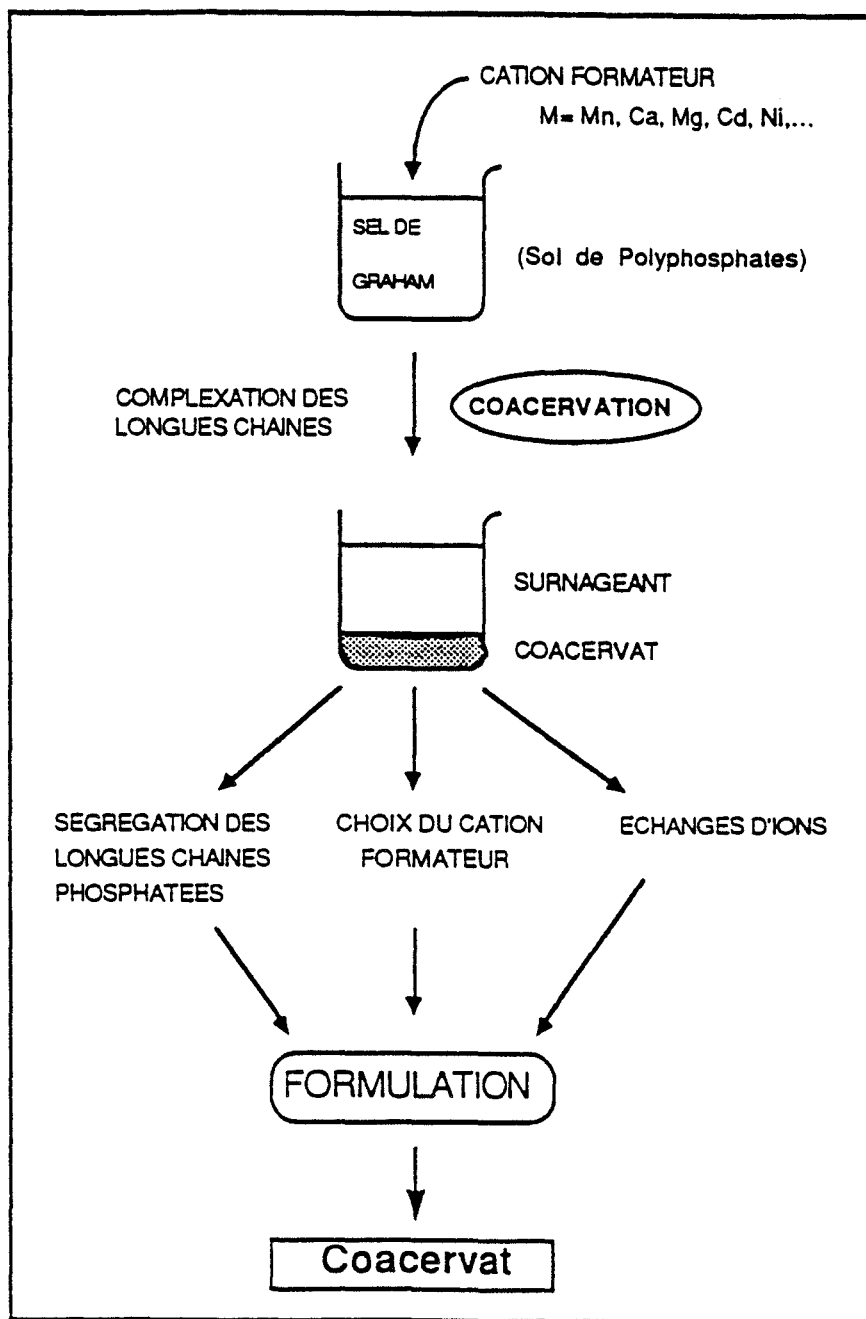 CATION FORMATEUR
M= Mn, Ca, Mg, Cd, Ni,...
SEL DE
GRAHAM
(Sol de Polyphosphates)
COMPLEXATION DES
LONGUES CHAINES
COACERVATION
SURNAGEANT
COACERVAT
SEGREGATION DES
LONGUES CHAINES
PHOSPHATEES
CHOIX DU CATION
FORMATEUR
ECHANGES D'IONS
FORMULATION
Coacervat